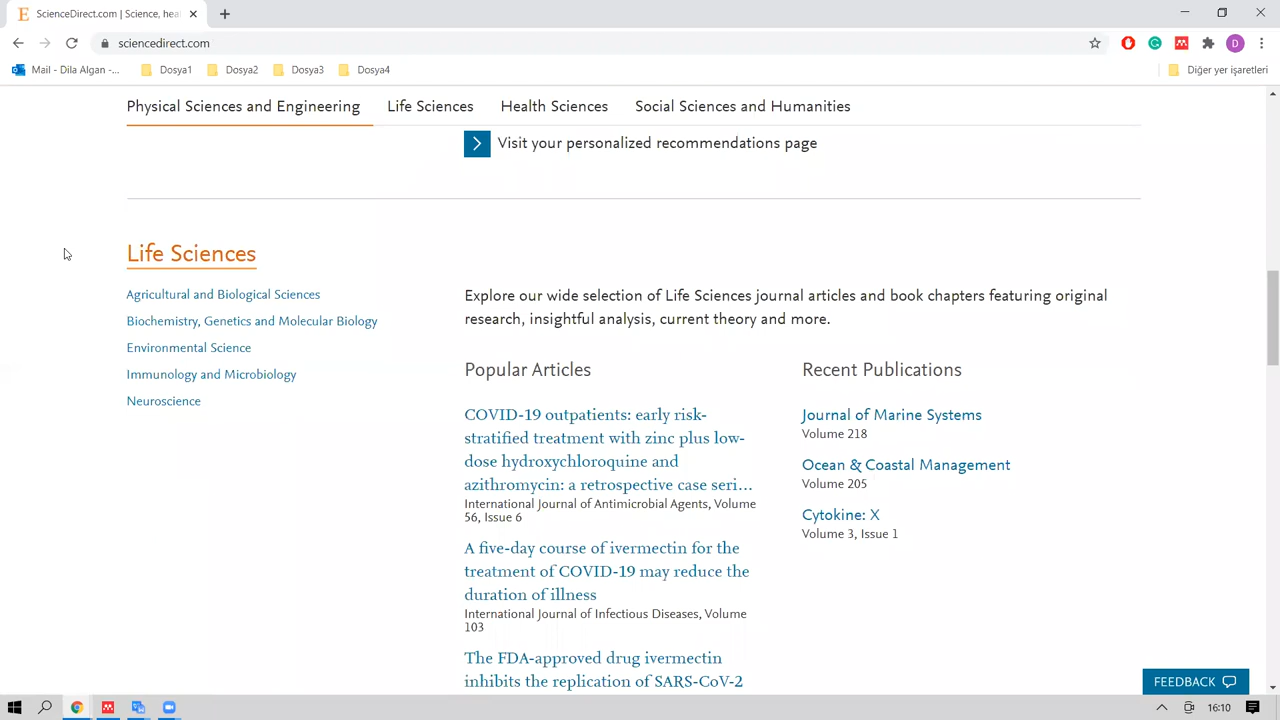 ScienceDirect.com | Science, hea
sciencedirect.com
Mail - Dila Algan -...
Dosya1
Dosya2
Dosya3
Dosya4
Diğer yer işaretleri
D
Physical Sciences and Engineering
Life Sciences
Health Sciences
Social Sciences and Humanities
Visit your personalized recommendations page
Life Sciences
Agricultural and Biological Sciences
Biochemistry, Genetics and Molecular Biology
Environmental Science
Immunology and Microbiology
Neuroscience
Explore our wide selection of Life Sciences journal articles and book chapters featuring original
research, insightful analysis, current theory and more.
Popular Articles
COVID-19 outpatients: early risk-
stratified treatment with zinc plus low-
dose hydroxychloroquine and
azithromycin: a retrospective case seri...
International Journal of Antimicrobial Agents, Volume
56, Issue 6
A five-day course of ivermectin for the
treatment of COVID-19 may reduce the
duration of illness
International Journal of Infectious Diseases, Volume
103
The FDA-approved drug ivermectin
inhibits the replication of SARS-CoV-2
Recent Publications
Journal of Marine Systems
Volume 218
Ocean & Coastal Management
Volume 205
Cytokine: X
Volume 3, Issue 1
FEEDBACK
16:10